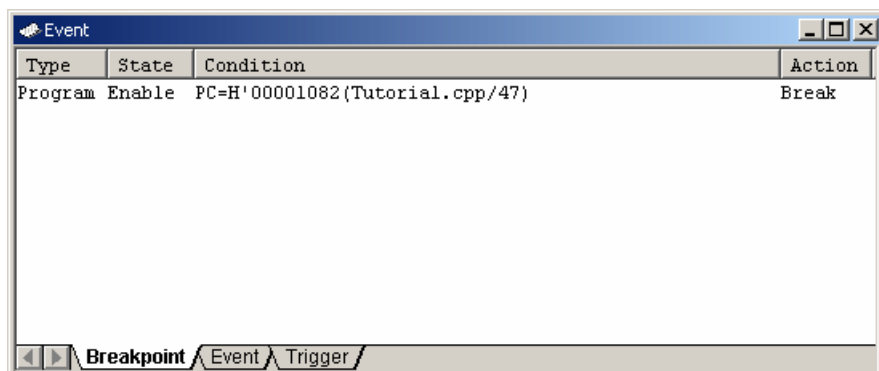 Event
Type State Condition Action
Program Enable PC=H'00001082(Tutorial.cpp/47) Break
Breakpoint Event Trigger